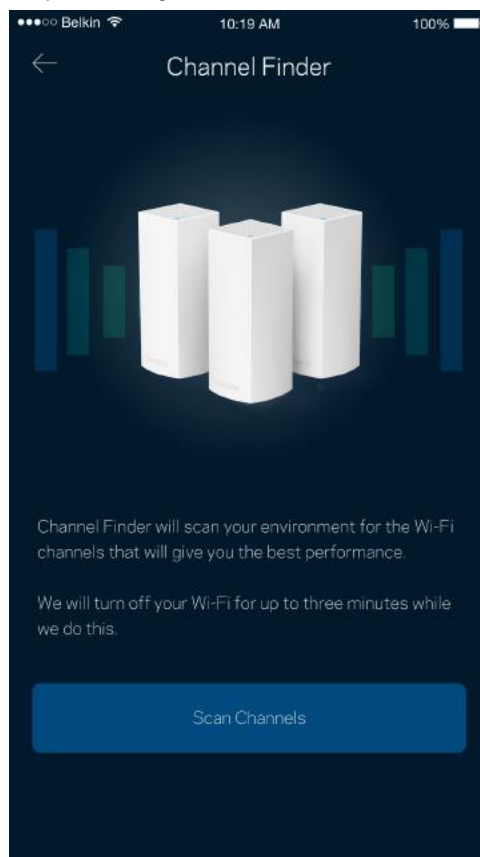 Belkin
10:19 AM
100%
Channel Finder
Channel Finder will scan your environment for the Wi-Fi
channels that will give you the best performance.
We will turn off your Wi-Fi for up to three minutes while
we do this.
Scan Channels